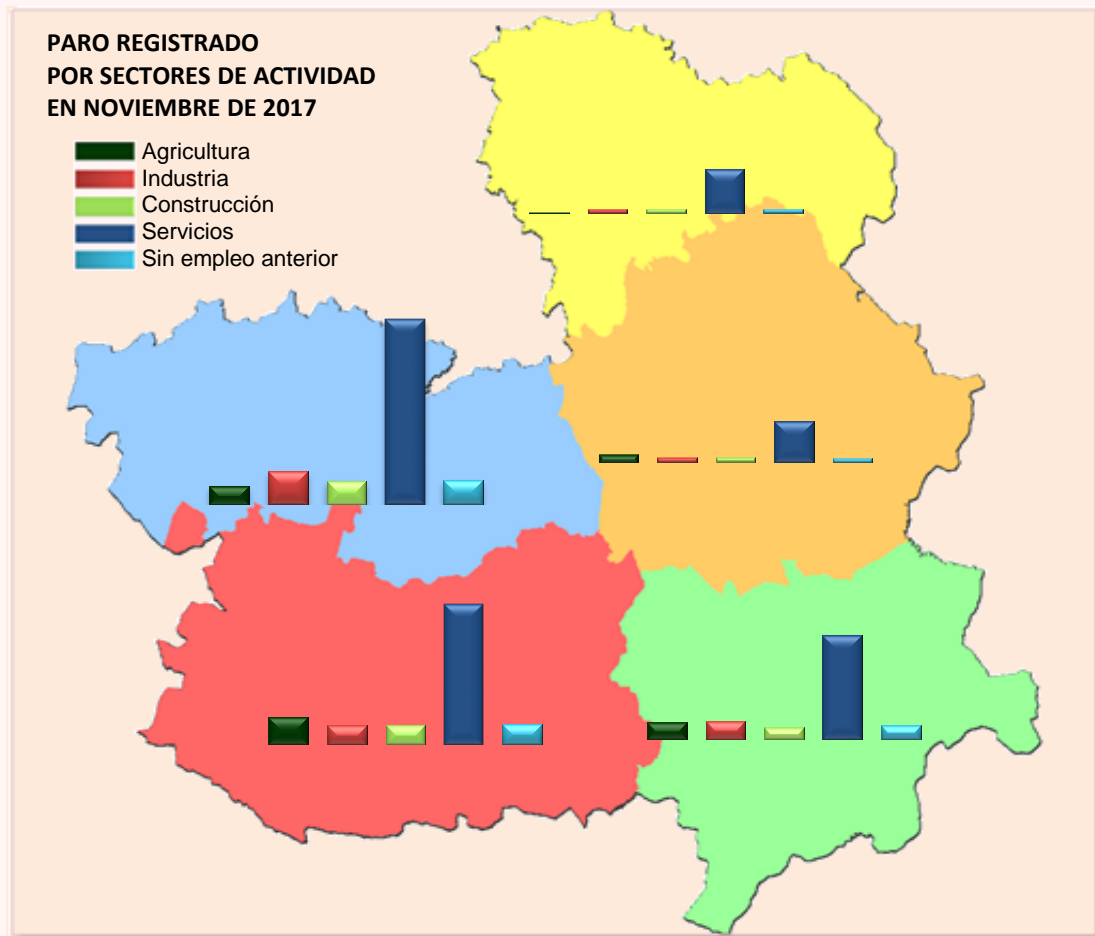 PARO REGISTRADO
POR SECTORES DE ACTIVIDAD
EN NOVIEMBRE DE 2017
Agricultura
Industria
Construcción
Servicios
Sin empleo anterior